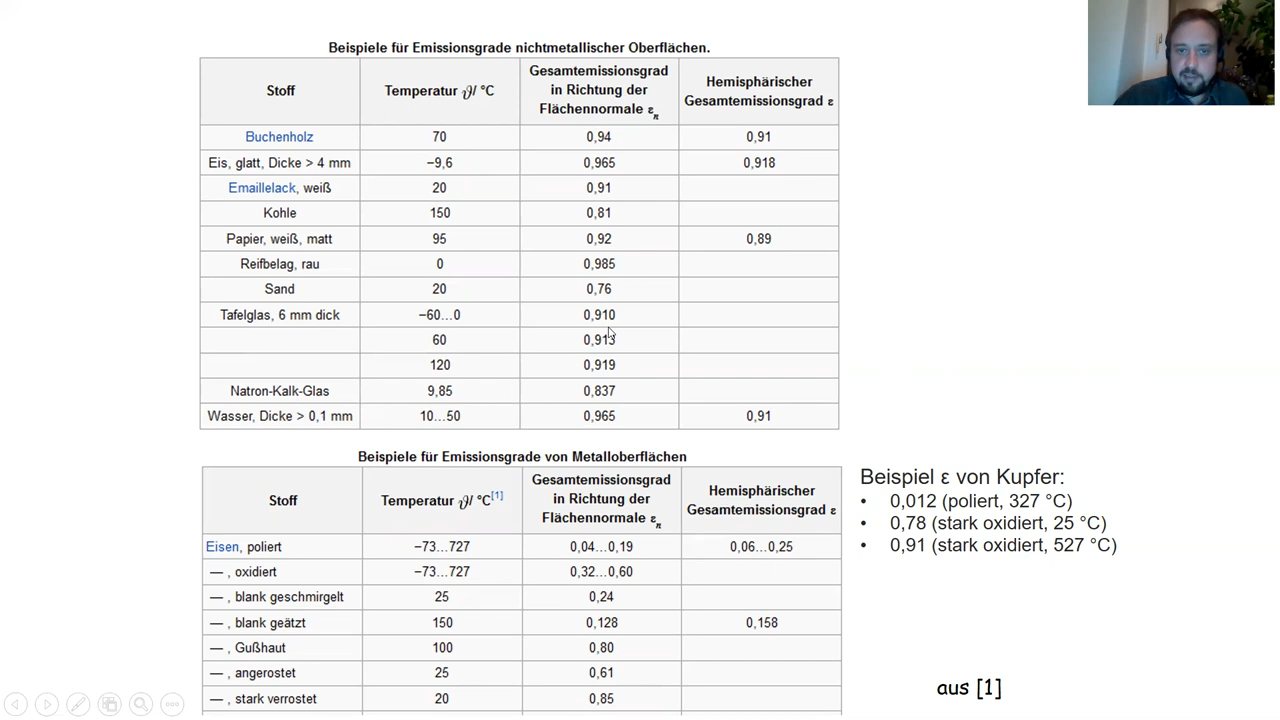 Beispiele für Emissionsgrade nichtmetallischer Oberflächen.
Stoff Temperatur ϑ/ °C Gesamtemissionsgrad in Richtung der Flächennormale εn Hemisphärischer Gesamtemissionsgrad ε
Buchenholz 70 0,94 0,91
Eis, glatt, Dicke > 4 mm −9,6 0,965 0,918
Emaillelack, weiß 20 0,91
Kohle 150 0,81
Papier, weiß, matt 95 0,92 0,89
Reifbelag, rau 0 0,985
Sand 20 0,76
Tafelglas, 6 mm dick −60…0 0,910
60 0,913
120 0,919
Natron-Kalk-Glas 9,85 0,837
Wasser, Dicke > 0,1 mm 10…50 0,965 0,91
Beispiele für Emissionsgrade von Metalloberflächen
Stoff Temperatur ϑ/ °C[1] Gesamtemissionsgrad in Richtung der Flächennormale εn Hemisphärischer Gesamtemissionsgrad ε
Eisen, poliert −73…727 0,04…0,19 0,06…0,25
— , oxidiert −73…727 0,32…0,60
— , blank geschmirgelt 25 0,24
— , blank geätzt 150 0,128 0,158
— , Gußhaut 100 0,80
— , angerostet 25 0,61
— , stark verrostet 20 0,85
Beispiel ε von Kupfer:
• 0,012 (poliert, 327 °C)
• 0,78 (stark oxidiert, 25 °C)
• 0,91 (stark oxidiert, 527 °C)
aus [1]